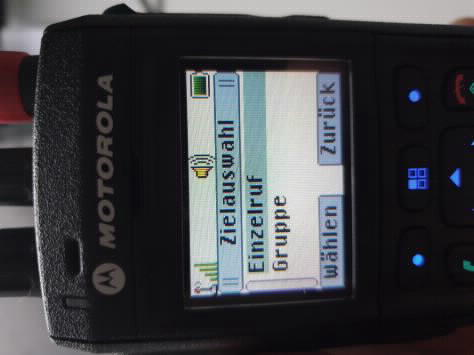 MOTOROLA
Zielauswahl
Einzelruf
Gruppe
wählen Zurück